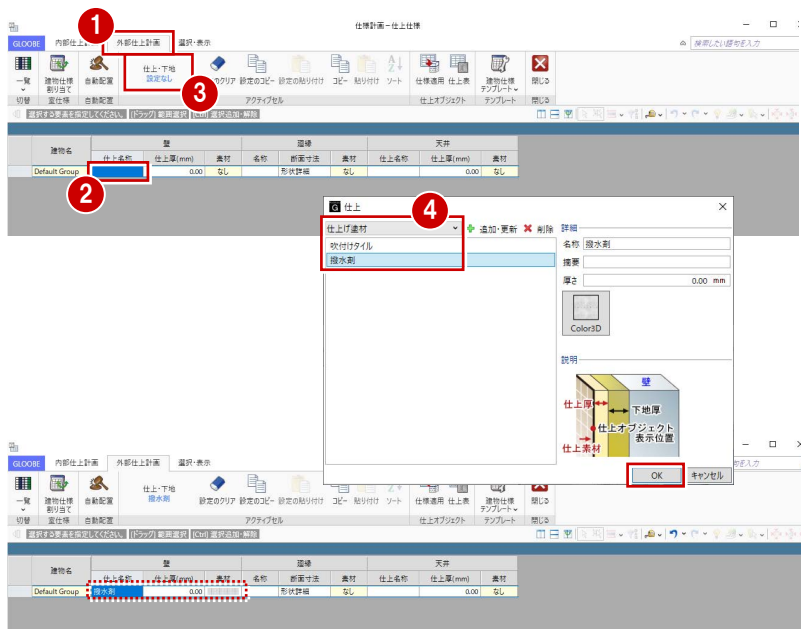 仕様計画－仕上仕様
1
GLOOBE 内部仕上 外部仕上計画 選択・表示 検索したい語句を入力
一覧 建物仕様 割り当て 自動配置 仕上・下地 設定なし のクリア 設定のコピー 設定の貼り付け コピー 貼り付け ソート 仕様適用 仕上表 建物仕様 テンプレート 閉じる
3
切替 室仕様 自動配置 アクティブセル 仕上オブジェクト テンプレート 閉じる
選択する要素を指定してください。 [ドラッグ] 範囲選択 [Ctrl] 選択追加・解除
建物名 壁 廻縁 天井
仕上名称 仕上厚(mm) 素材 名称 断面寸法 素材 仕上名称 仕上厚(mm) 素材
Default Group 0.00 なし 形状詳細 なし 0.00 なし
2
4
G 仕上
仕上げ塗材 追加・更新 削除 詳細
吹付けタイル
撥水剤
名称 撥水剤
摘要
厚さ 0.00 mm
Color3D
説明
壁
仕上厚
下地厚
仕上オブジェクト
表示位置
仕上素材
OK キャンセル
GLOOBE 内部仕上計画 外部仕上計画 選択・表示 句を入力
一覧 建物仕様 割り当て 自動配置 仕上・下地 撥水剤 設定のクリア 設定のコピー 設定の貼り付け コピー 貼り付け ソート 仕様適用 仕上表 建物仕様 テンプレート 閉じる
切替 室仕様 自動配置 アクティブセル 仕上オブジェクト テンプレート 閉じる
選択する要素を指定してください。 [ドラッグ] 範囲選択 [Ctrl] 選択追加・解除
建物名 壁 廻縁 天井
仕上名称 仕上厚(mm) 素材 名称 断面寸法 素材 仕上名称 仕上厚(mm) 素材
Default Group 撥水剤 0.00 形状詳細 なし 0.00 なし